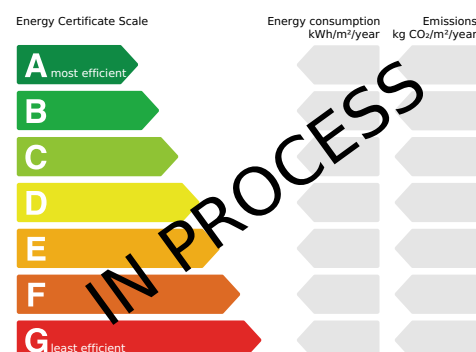 Energy Certificate Scale
Energy consumption
kWh/m²/year
Emissions
kg CO₂/m²/year
A most efficient
B
C
D
E
F
G least efficient
IN PROCESS